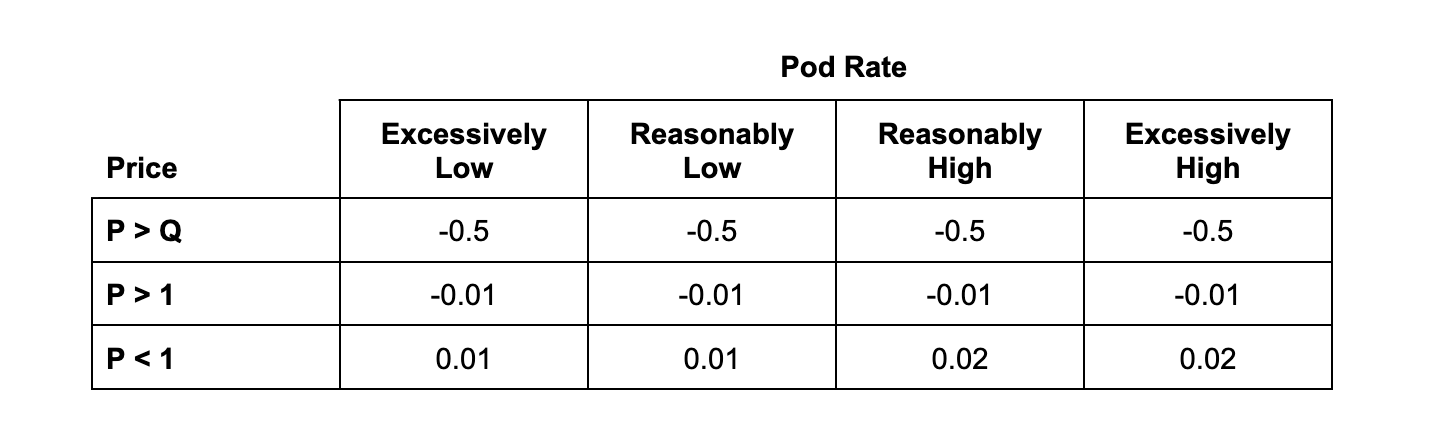 Pod Rate
Price
Excessively Low
Reasonably Low
Reasonably High
Excessively High
P > Q -0.5 -0.5 -0.5 -0.5
P > 1 -0.01 -0.01 -0.01 -0.01
P < 1 0.01 0.01 0.02 0.02